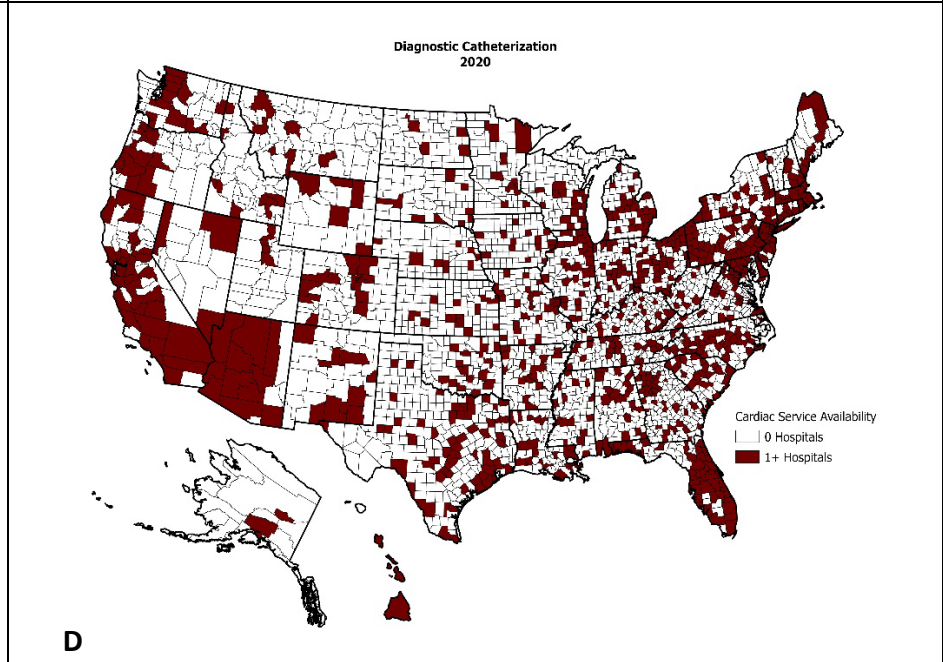 Diagnostic Catheterization
2020
Cardiac Service Availability
0 Hospitals
1+ Hospitals
D